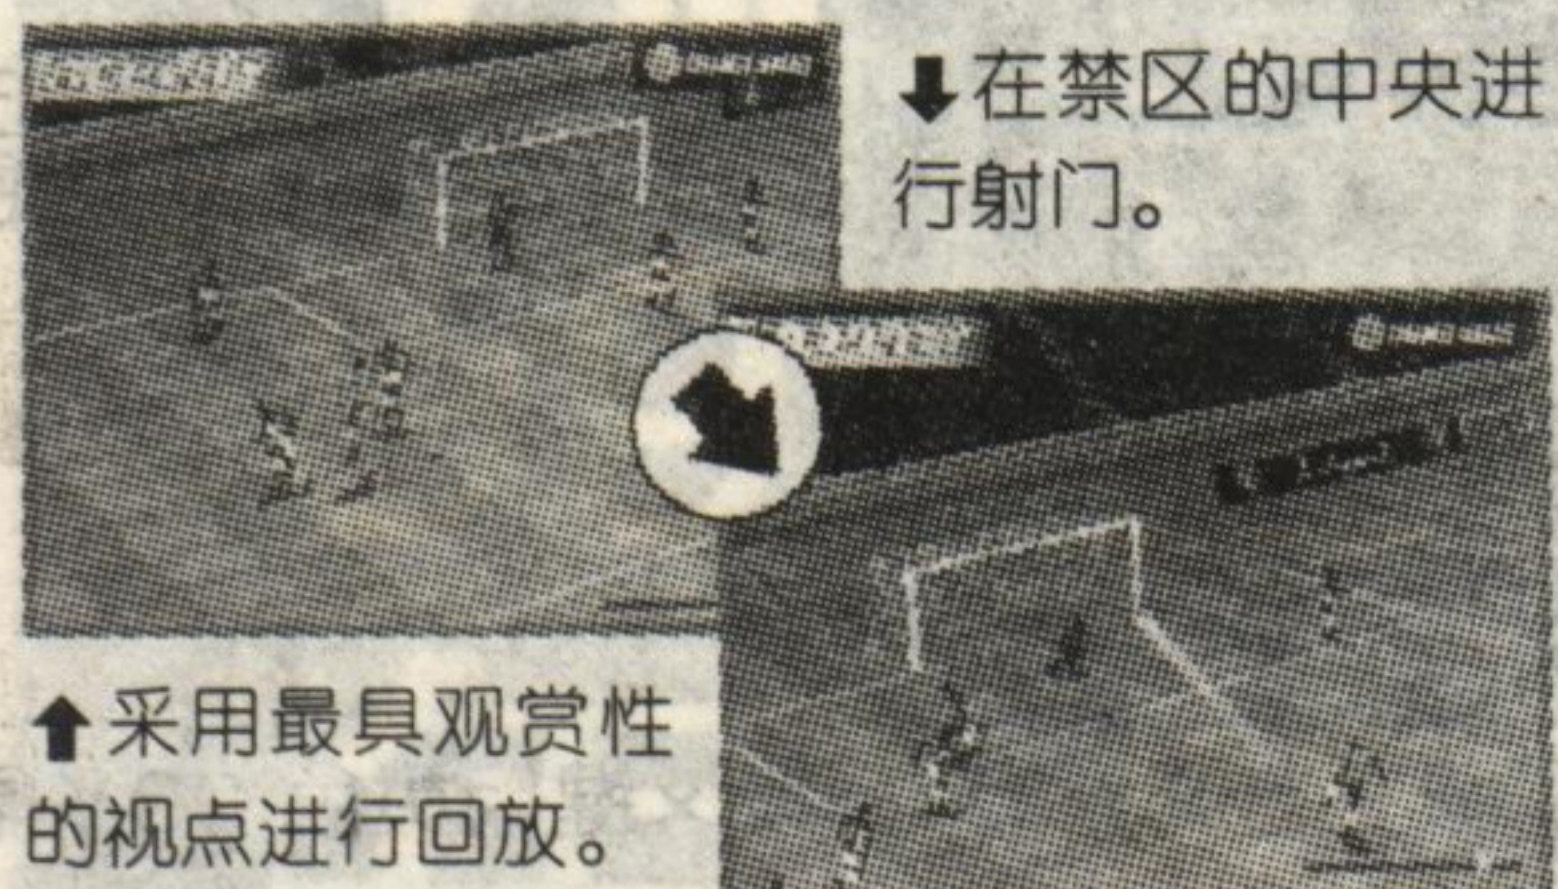 ⬇在禁区的中央进
行射门。
⬆采用最具观赏性
的视点进行回放。